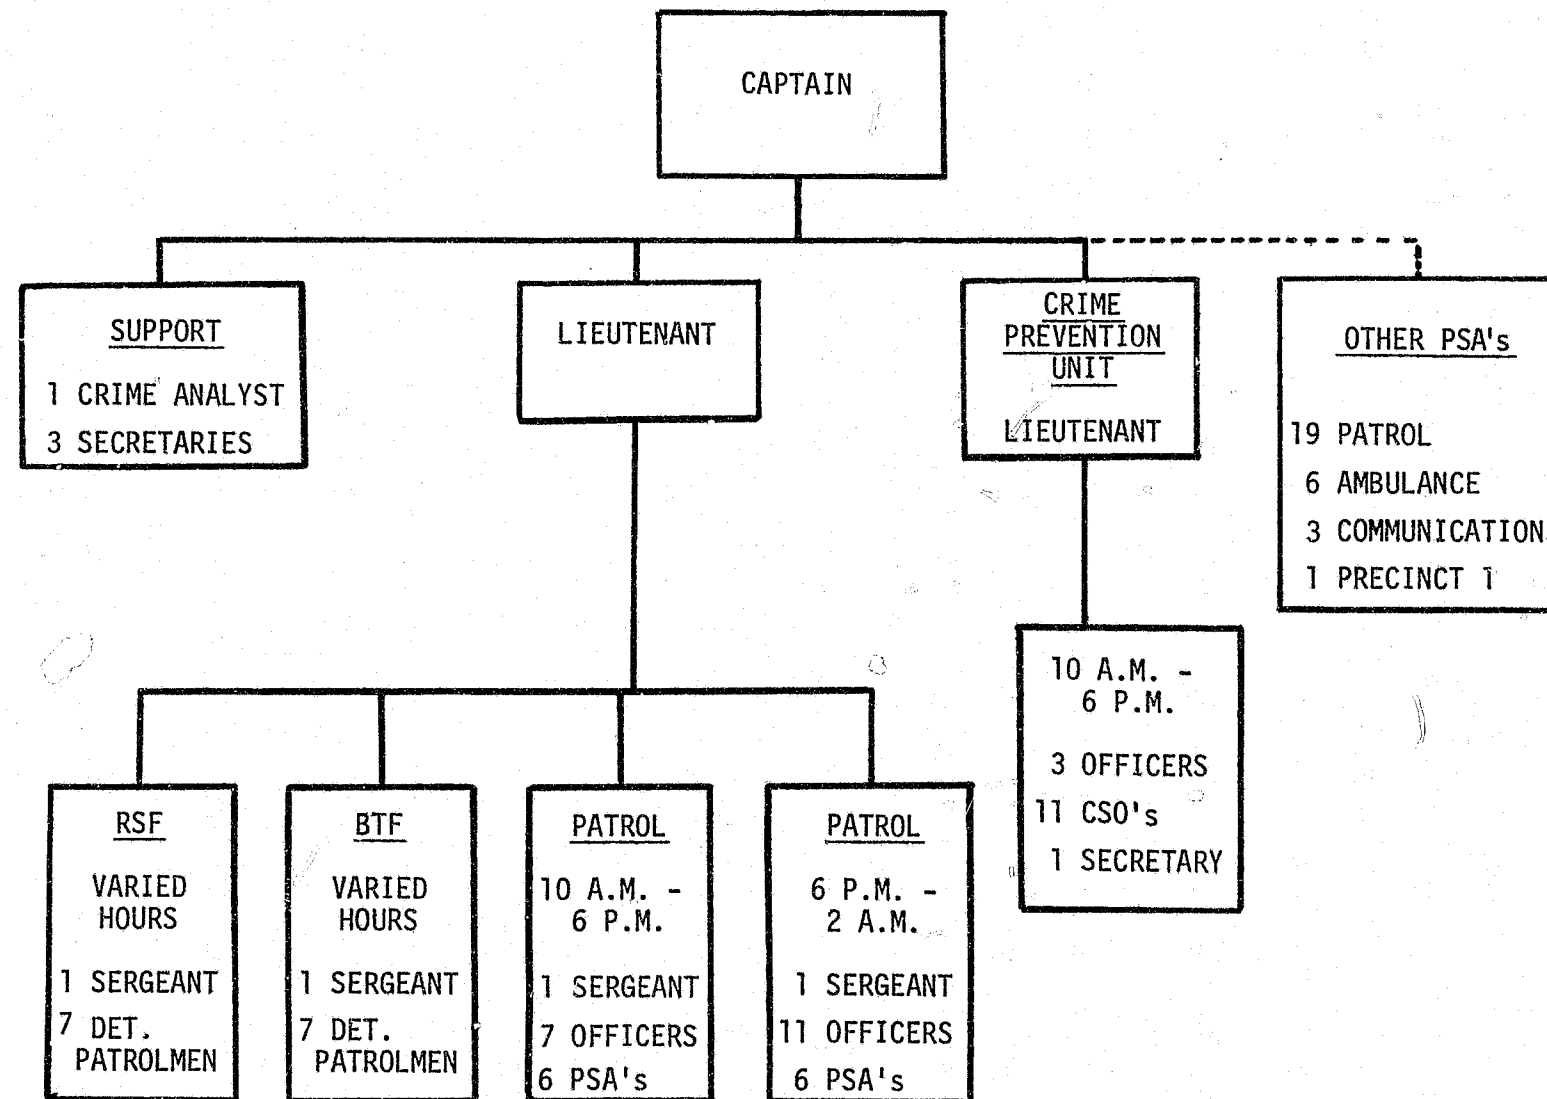 CAPTAIN
SUPPORT
1 CRIME ANALYST
3 SECRETARIES
LIEUTENANT
CRIME
PREVENTION
UNIT
LIEUTENANT
OTHER PSA's
19 PATROL
6 AMBULANCE
3 COMMUNICATION
1 PRECINCT 1
10 A.M. -
6 P.M.
3 OFFICERS
11 CSO's
1 SECRETARY
RSF
VARIED
HOURS
1 SERGEANT
7 DET.
PATROLMEN
BTF
VARIED
HOURS
1 SERGEANT
7 DET.
PATROLMEN
PATROL
10 A.M. -
6 P.M.
1 SERGEANT
7 OFFICERS
6 PSA's
PATROL
6 P.M. -
2 A.M.
1 SERGEANT
11 OFFICERS
6 PSA's